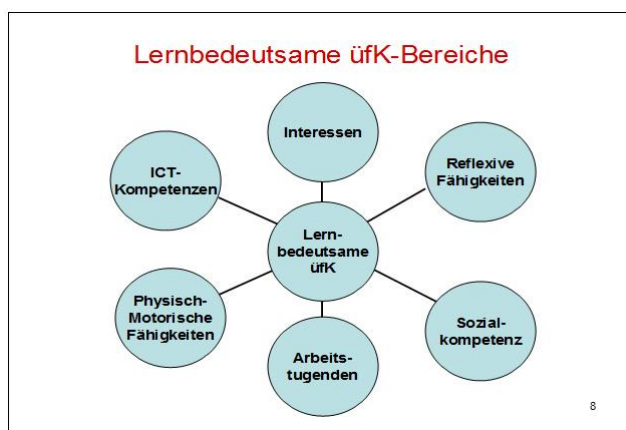 Lernbedeutsame üfK-Bereiche
Interessen
ICT-
Kompetenzen
Reflexive
Fähigkeiten
Lern-
bedeutsame
üfK
Physisch-
Motorische
Fähigkeiten
Sozial-
kompetenz
Arbeits-
tugenden
8